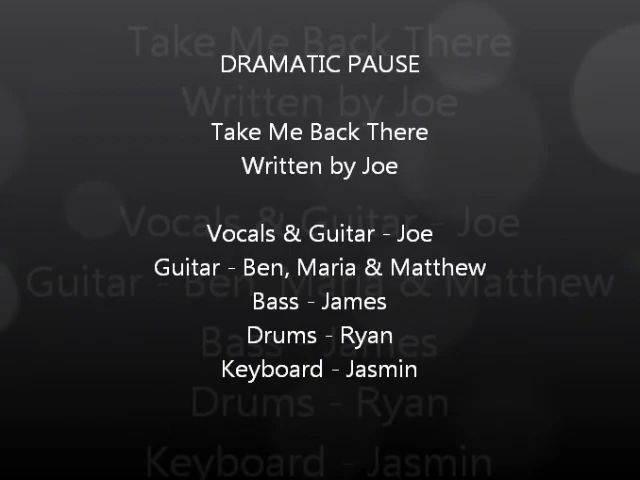 DRAMATIC PAUSE
Take Me Back There
Written by Joe
Vocals & Guitar - Joe
Guitar - Ben, Maria & Matthew
Bass - James
Drums - Ryan
Keyboard - Jasmin